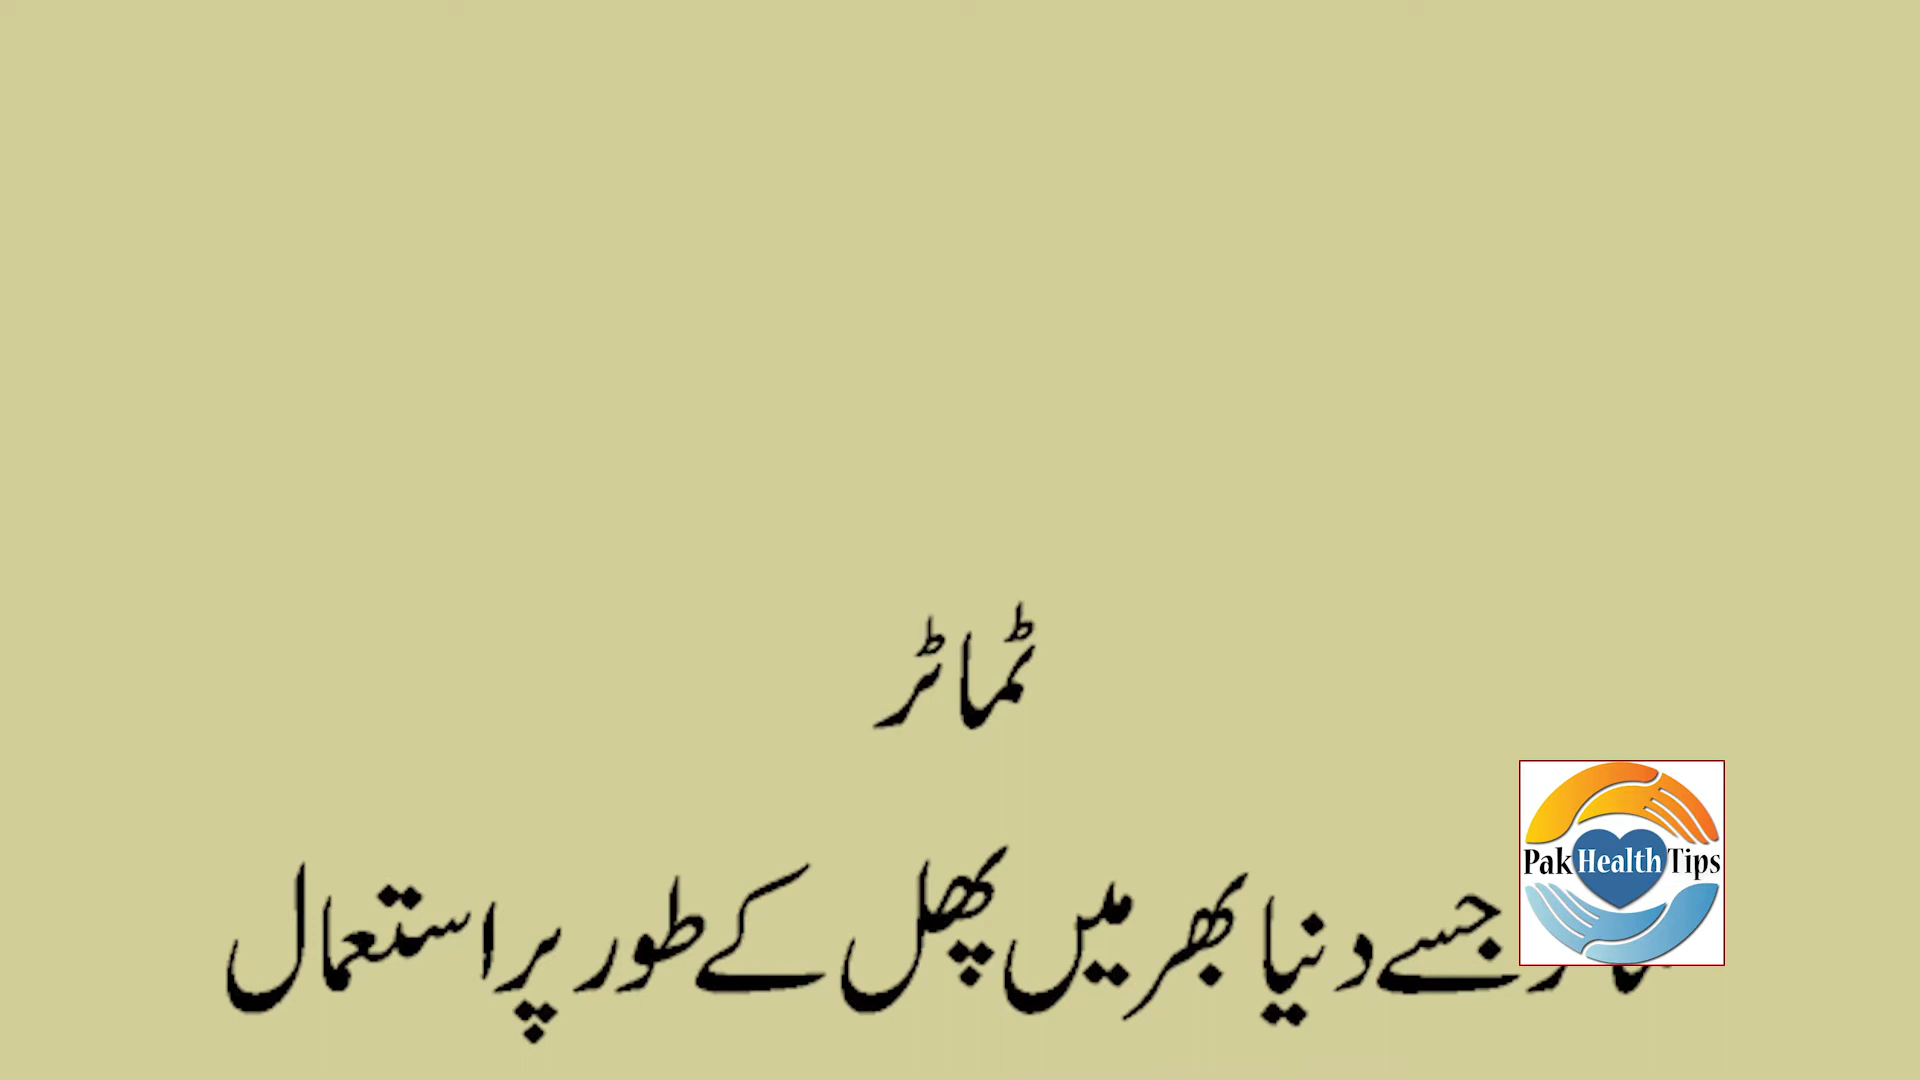 ٹماٹر
جسے دنیا بھر میں پھل کے طور پر استعمال
Pak Health Tips